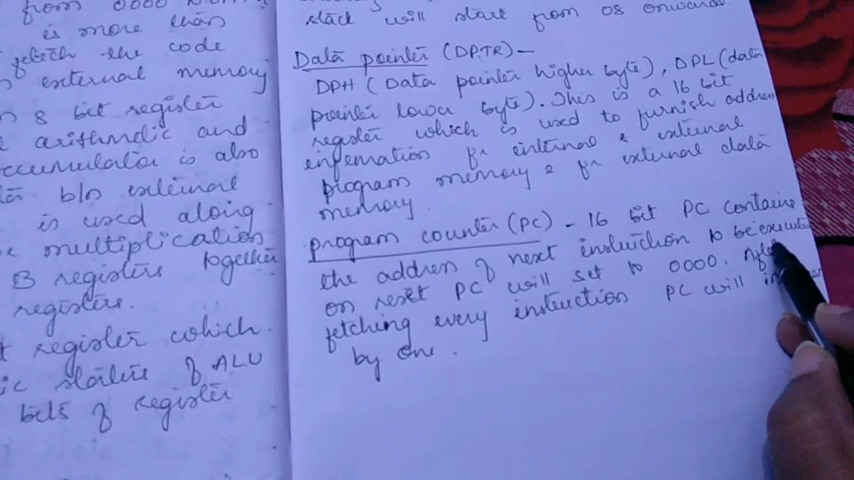 from 0000
is more than
fetch the code
external memory
8 bit register
arithmetic and
accumulator is also
b/n external
is used along
multiplication
B registers together
registers.
register which
status of ALU
bits of register
stack will start from 08 onwards.
Data pointer (DPTR) –
DPH (Data pointer higher byte), DPL (data
pointer lower byte). This is a 16 bit
register which is used to furnish address
information for internal & external
program memory & for external data
memory.
program counter (PC) – 16 bit PC contains
the address of next instruction to be
on reset PC will set to 0000.
fetching every instruction PC will
by one.